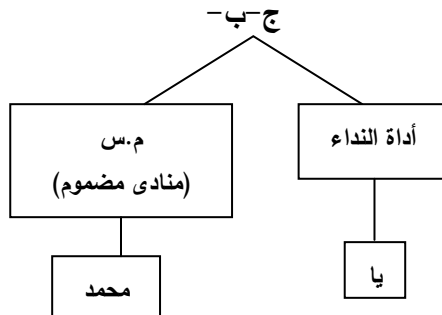 ج-ب-
أداة النداء
م.س
(منادى مضموم)
يا
محمد